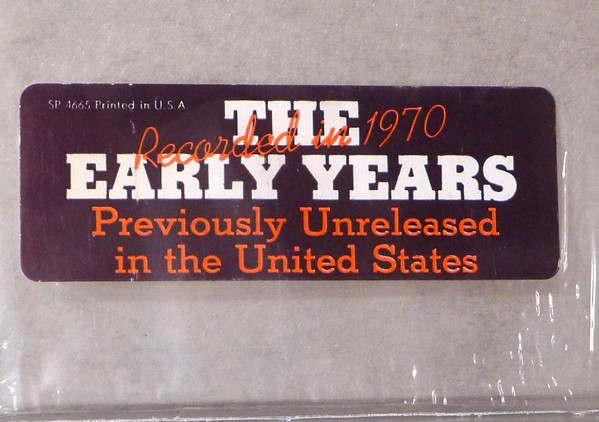 SP 4665 Printed in U.S.A
THE
Recorded in 1970
EARLY YEARS
Previously Unreleased
in the United States